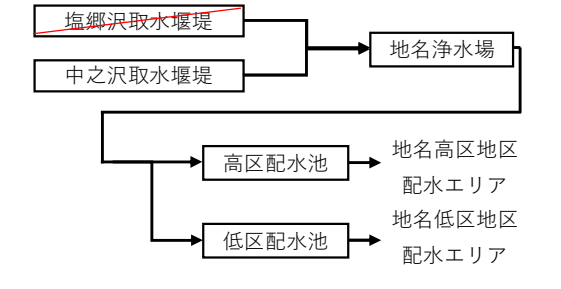 塩郷沢取水堰堤
中之沢取水堰堤
地名浄水場
高区配水池
地名高区地区
配水エリア
低区配水池
地名低区地区
配水エリア